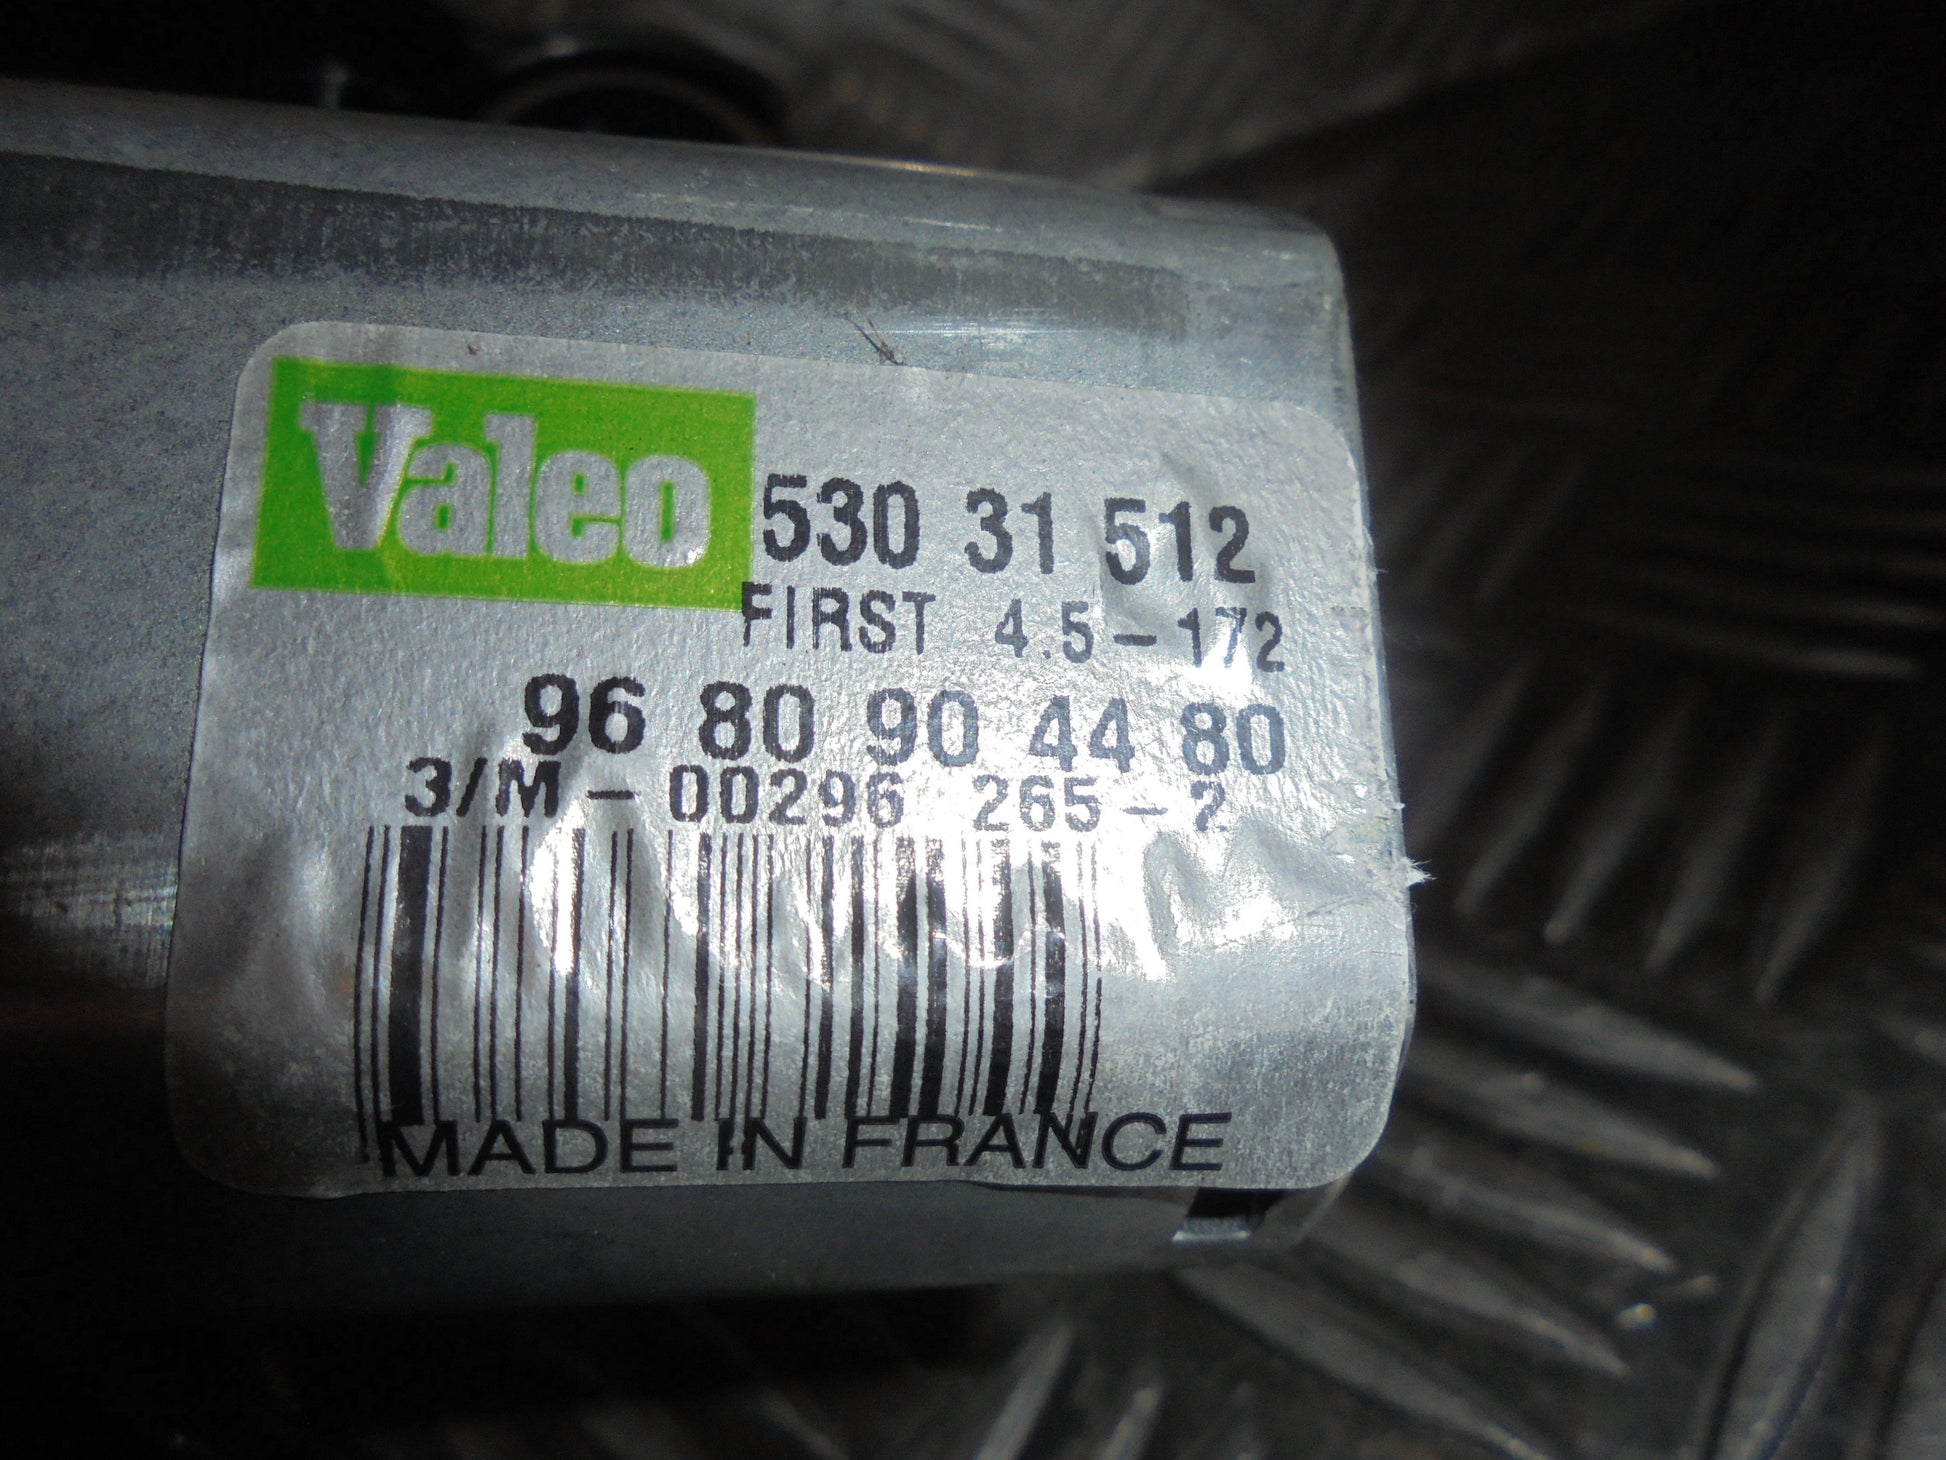 Valeo
530 31 512
FIRST 4.5-172
96 80 90 44 80
3/M-00296 265-2
MADE IN FRANCE